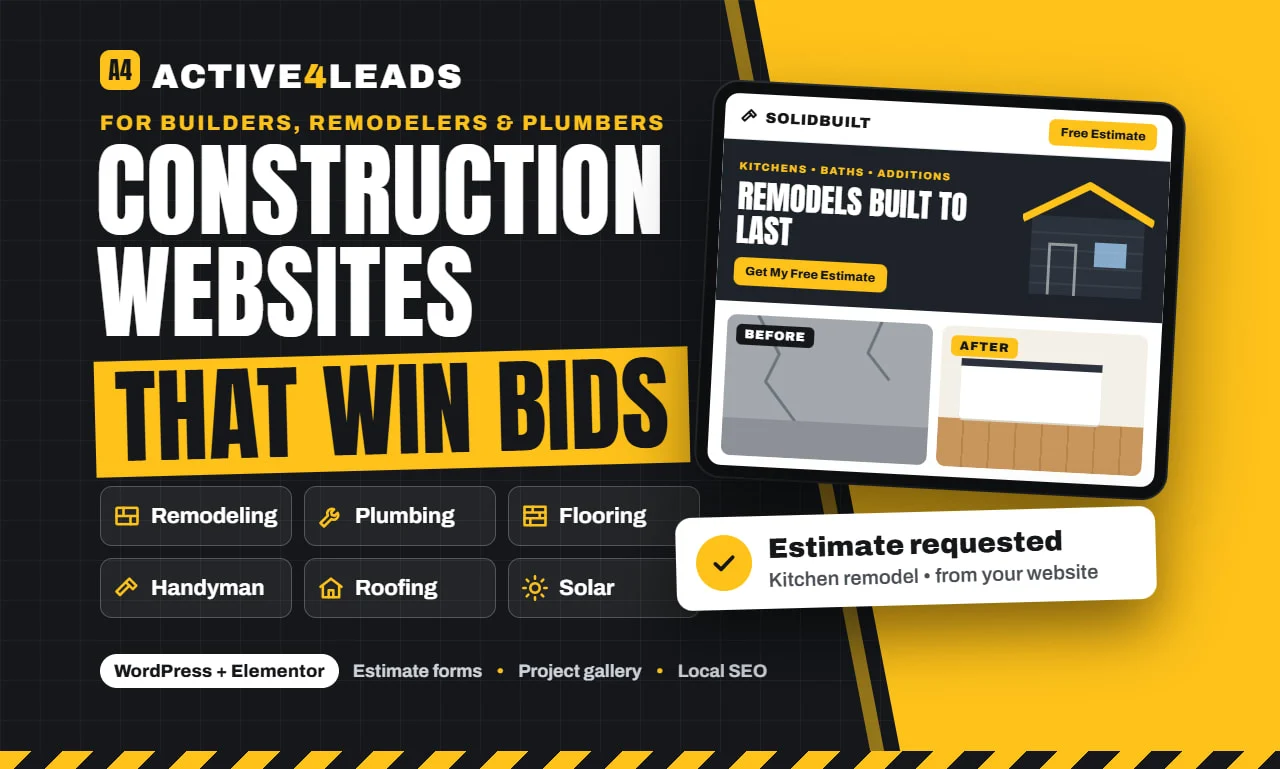 A4 ACTIVE4LEADS
FOR BUILDERS, REMODELERS & PLUMBERS
CONSTRUCTION
WEBSITES
THAT WIN BIDS
Remodeling
Plumbing
Flooring
Handyman
Roofing
Solar
WordPress + Elementor
Estimate forms • Project gallery • Local SEO
SOLIDBUILT
Free Estimate
KITCHENS • BATHS • ADDITIONS
REMODELS BUILT TO
LAST
Get My Free Estimate
BEFORE
AFTER
Estimate requested
Kitchen remodel • from your website